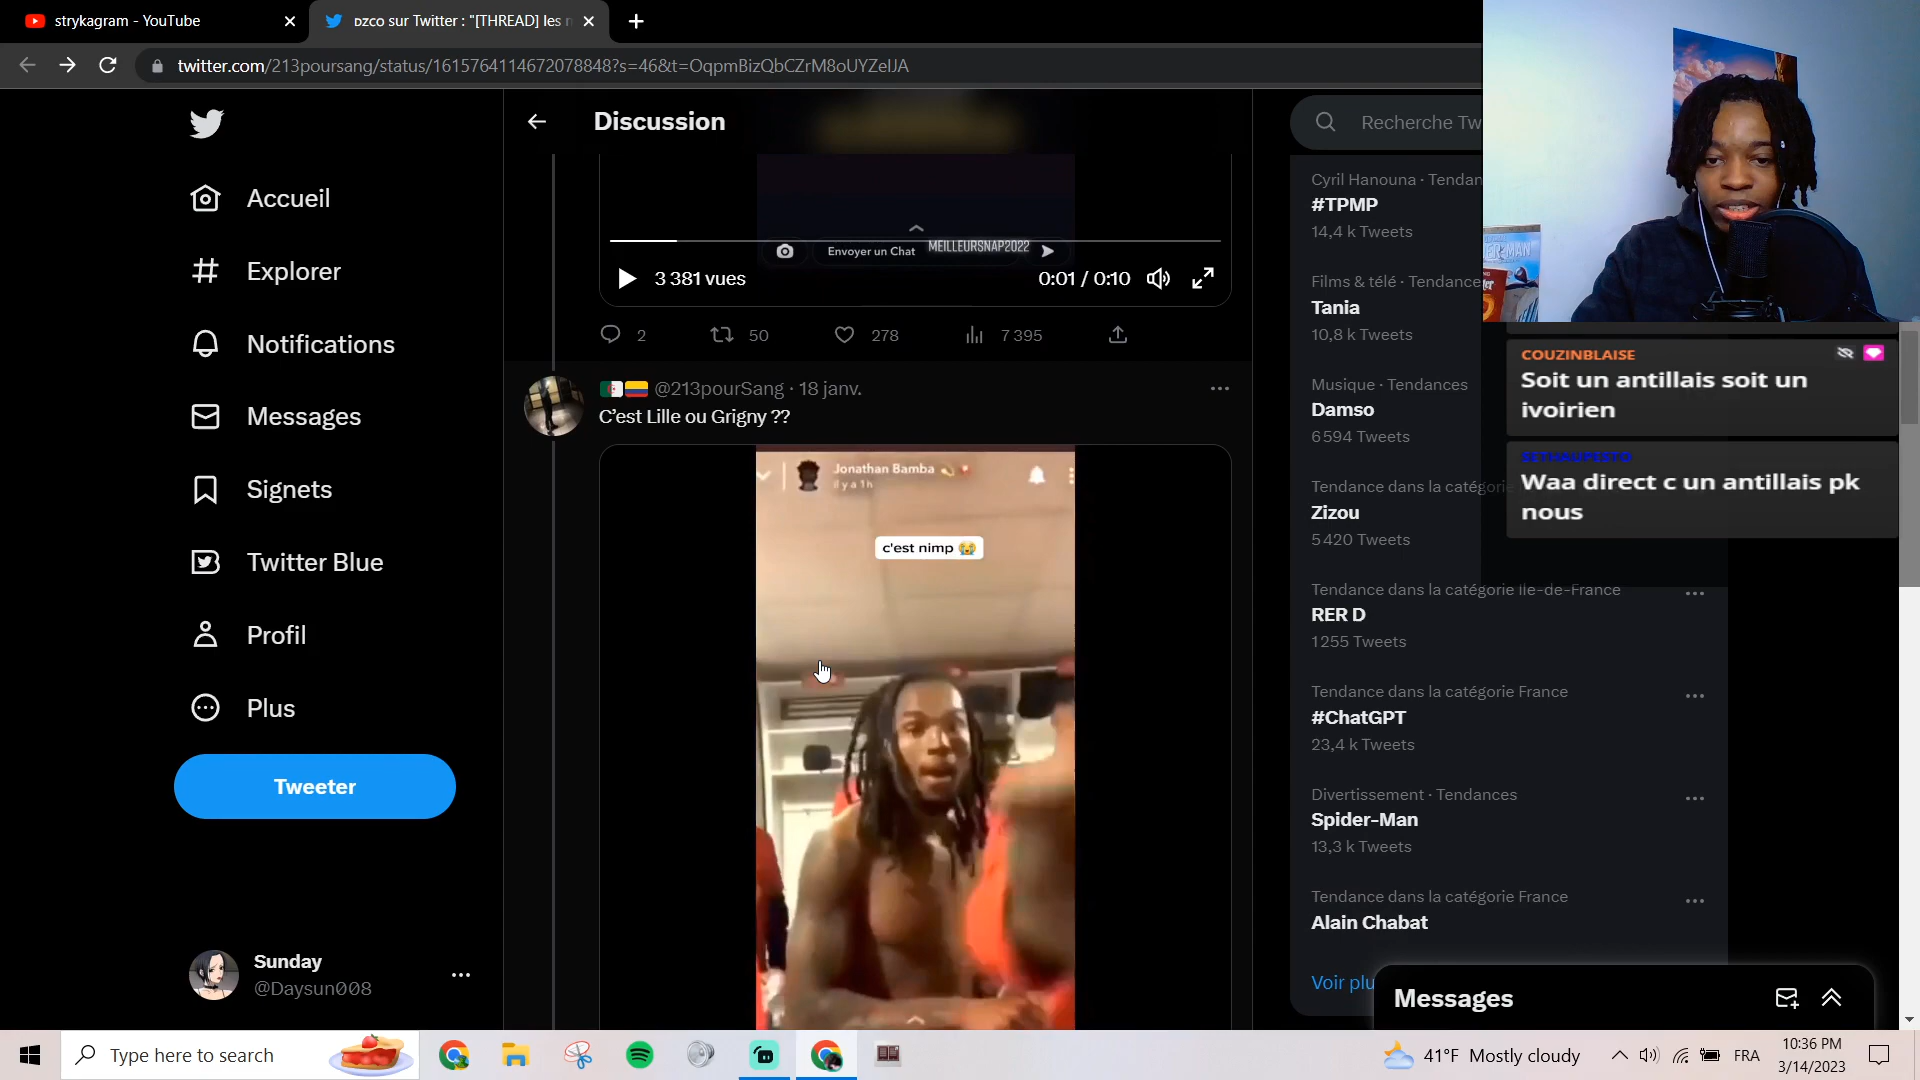 strykagram - YouTube
DZCO sur Twitter : "[THREAD] les n
twitter.com/213poursang/status/1615764114672078848?s=46&t=OqpmBizQbCZrM8oUYZeIJA
Accueil
Explorer
Notifications
Messages
Signets
Twitter Blue
Profil
Plus
Tweeter
Sunday
@Daysun008
Discussion
Envoyer un Chat
MEILLEURSNAP2022
3 381 vues
0:01 / 0:10
2
50
278
7 395
@213pourSang · 18 janv.
C'est Lille ou Grigny ??
Jonathan Bamba
il y a 1h
c'est nimp
Recherche Tw
Cyril Hanouna · Tendan
#TPMP
14,4 k Tweets
Films & télé · Tendance
Tania
10,8 k Tweets
Musique · Tendances
Damso
6 594 Tweets
Tendance dans la catégori
Zizou
5 420 Tweets
Tendance dans la catégorie Île-de-France
RER D
1 255 Tweets
Tendance dans la catégorie France
#ChatGPT
23,4 k Tweets
Divertissement · Tendances
Spider-Man
13,3 k Tweets
Tendance dans la catégorie France
Alain Chabat
Voir plu
Messages
COUZINBLAISE
Soit un antillais soit un
ivoirien
Waa direct c un antillais pk
nous
Type here to search
41°F Mostly cloudy
FRA
10:36 PM
3/14/2023